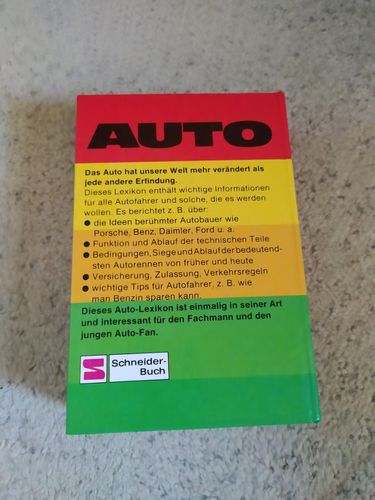 AUTO
Das Auto hat unsere Welt mehr verändert als
jede andere Erfindung.
Dieses Lexikon enthält wichtige Informationen
für alle Autofahrer und solche, die es werden
wollen. Es berichtet z. B. über:
● die Ideen berühmter Autobauer wie
Porsche, Benz, Daimler, Ford u. a.
● Funktion und Ablauf der technischen Teile
● Bedingungen, Siege und Ablauf der bedeutend-
sten Autorennen von früher und heute
● Versicherung, Zulassung, Verkehrsregeln
● wichtige Tips für Autofahrer, z. B. wie
man Benzin sparen kann.
Dieses Auto-Lexikon ist einmalig in seiner Art
und interessant für den Fachmann und den
jungen Auto-Fan.
Schneider-
Buch